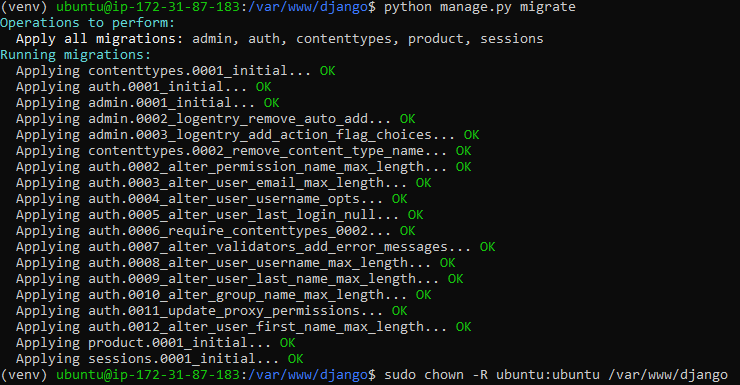 (venv) ubuntu@ip-172-31-87-183:/var/www/django$ python manage.py migrate
Operations to perform:
  Apply all migrations: admin, auth, contenttypes, product, sessions
Running migrations:
  Applying contenttypes.0001_initial... OK
  Applying auth.0001_initial... OK
  Applying admin.0001_initial... OK
  Applying admin.0002_logentry_remove_auto_add... OK
  Applying admin.0003_logentry_add_action_flag_choices... OK
  Applying contenttypes.0002_remove_content_type_name... OK
  Applying auth.0002_alter_permission_name_max_length... OK
  Applying auth.0003_alter_user_email_max_length... OK
  Applying auth.0004_alter_user_username_opts... OK
  Applying auth.0005_alter_user_last_login_null... OK
  Applying auth.0006_require_contenttypes_0002... OK
  Applying auth.0007_alter_validators_add_error_messages... OK
  Applying auth.0008_alter_user_username_max_length... OK
  Applying auth.0009_alter_user_last_name_max_length... OK
  Applying auth.0010_alter_group_name_max_length... OK
  Applying auth.0011_update_proxy_permissions... OK
  Applying auth.0012_alter_user_first_name_max_length... OK
  Applying product.0001_initial... OK
  Applying sessions.0001_initial... OK
(venv) ubuntu@ip-172-31-87-183:/var/www/django$ sudo chown -R ubuntu:ubuntu /var/www/django